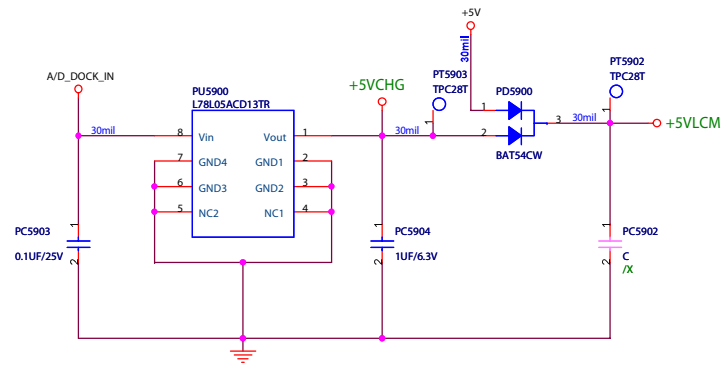 +5V
30mil
A/D_DOCK_IN
PU5900
L78L05ACD13TR
+5VCHG
PT5903
TPC28T
PD5900
PT5902
TPC28T
30mil
8
Vin
Vout
1
30mil
1
1
2
3
30mil
1
+5VLCM
BAT54CW
7
GND4
GND1
2
6
GND3
GND2
3
5
NC2
NC1
4
PC5903
0.1UF/25V
1
2
PC5904
1UF/6.3V
1
2
PC5902
C
/X
1
2